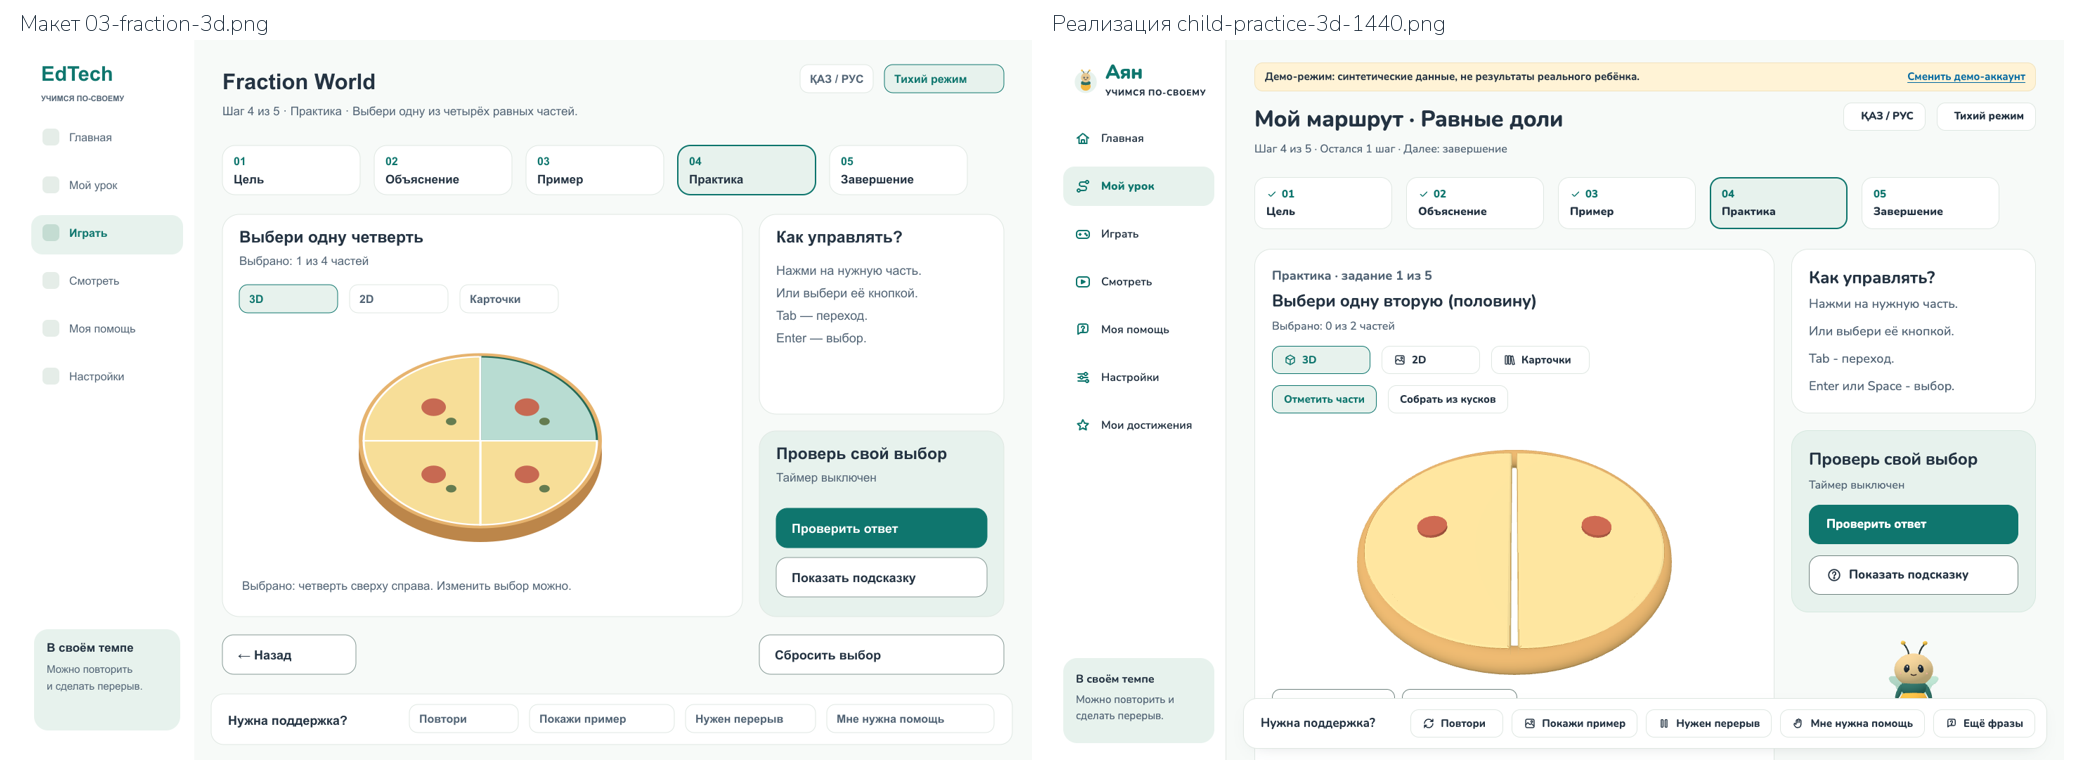 Макет 03-fraction-3d.png
EdTech
УЧИМСЯ ПО-СВОЕМУ
Главная
Мой урок
Играть
Смотреть
Моя помощь
Настройки
В своём темпе
Можно повторить
и сделать перерыв.
Fraction World
ҚАЗ / РУС
Тихий режим
Шаг 4 из 5 · Практика · Выбери одну из четырёх равных частей.
01
Цель
02
Объяснение
03
Пример
04
Практика
05
Завершение
Выбери одну четверть
Выбрано: 1 из 4 частей
3D
2D
Карточки
Выбрано: четверть сверху справа. Изменить выбор можно.
Как управлять?
Нажми на нужную часть.
Или выбери её кнопкой.
Tab — переход.
Enter — выбор.
Проверь свой выбор
Таймер выключен
Проверить ответ
Показать подсказку
← Назад
Сбросить выбор
Нужна поддержка?
Повтори
Покажи пример
Нужен перерыв
Мне нужна помощь
Реализация child-practice-3d-1440.png
Аян
УЧИМСЯ ПО-СВОЕМУ
Главная
Мой урок
Играть
Смотреть
Моя помощь
Настройки
Мои достижения
В своём темпе
Можно повторить и
сделать перерыв.
Демо-режим: синтетические данные, не результаты реального ребёнка.
Сменить демо-аккаунт
Мой маршрут · Равные доли
ҚАЗ / РУС
Тихий режим
Шаг 4 из 5 · Остался 1 шаг · Далее: завершение
01
Цель
02
Объяснение
03
Пример
04
Практика
05
Завершение
Практика · задание 1 из 5
Выбери одну вторую (половину)
Выбрано: 0 из 2 частей
3D
2D
Карточки
Отметить части
Собрать из кусков
Как управлять?
Нажми на нужную часть.
Или выбери её кнопкой.
Tab - переход.
Enter или Space - выбор.
Проверь свой выбор
Таймер выключен
Проверить ответ
Показать подсказку
Нужна поддержка?
Повтори
Покажи пример
Нужен перерыв
Мне нужна помощь
Ещё фразы